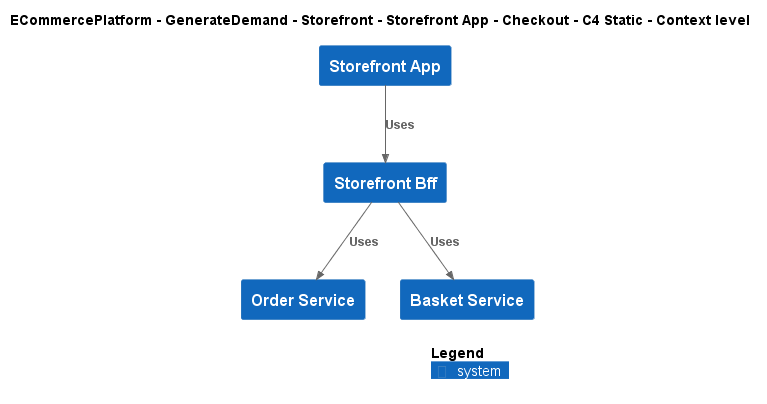 ECommercePlatform - GenerateDemand - Storefront - Storefront App - Checkout - C4 Static - Context level
Storefront App
Uses
Storefront Bff
Uses
Uses
Order Service
Basket Service
Legend
system